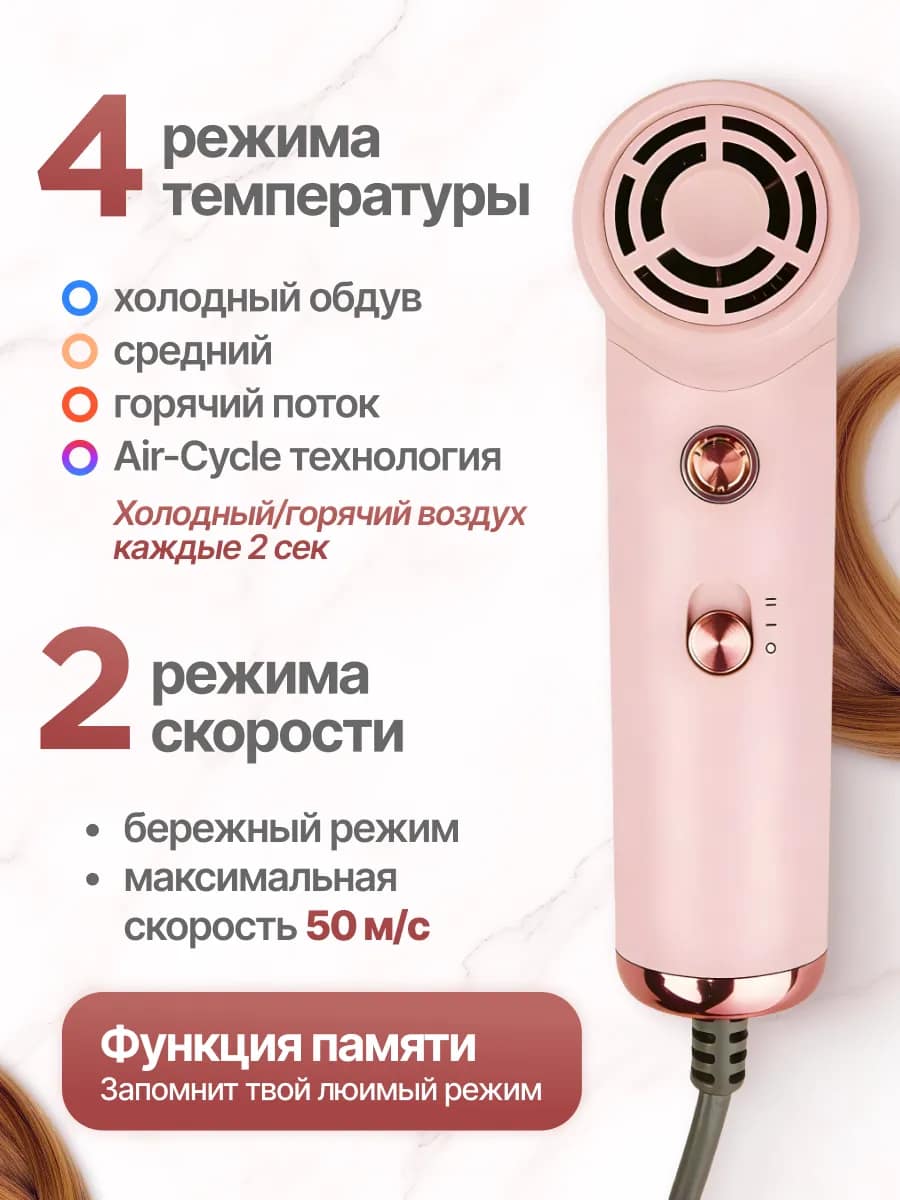 4 режима
температуры
холодный обдув
средний
горячий поток
Air-Cycle технология
Холодный/горячий воздух
каждые 2 сек
2 режима
скорости
• бережный режим
• максимальная
скорость 50 м/с
Функция памяти
Запомнит твой люимый режим